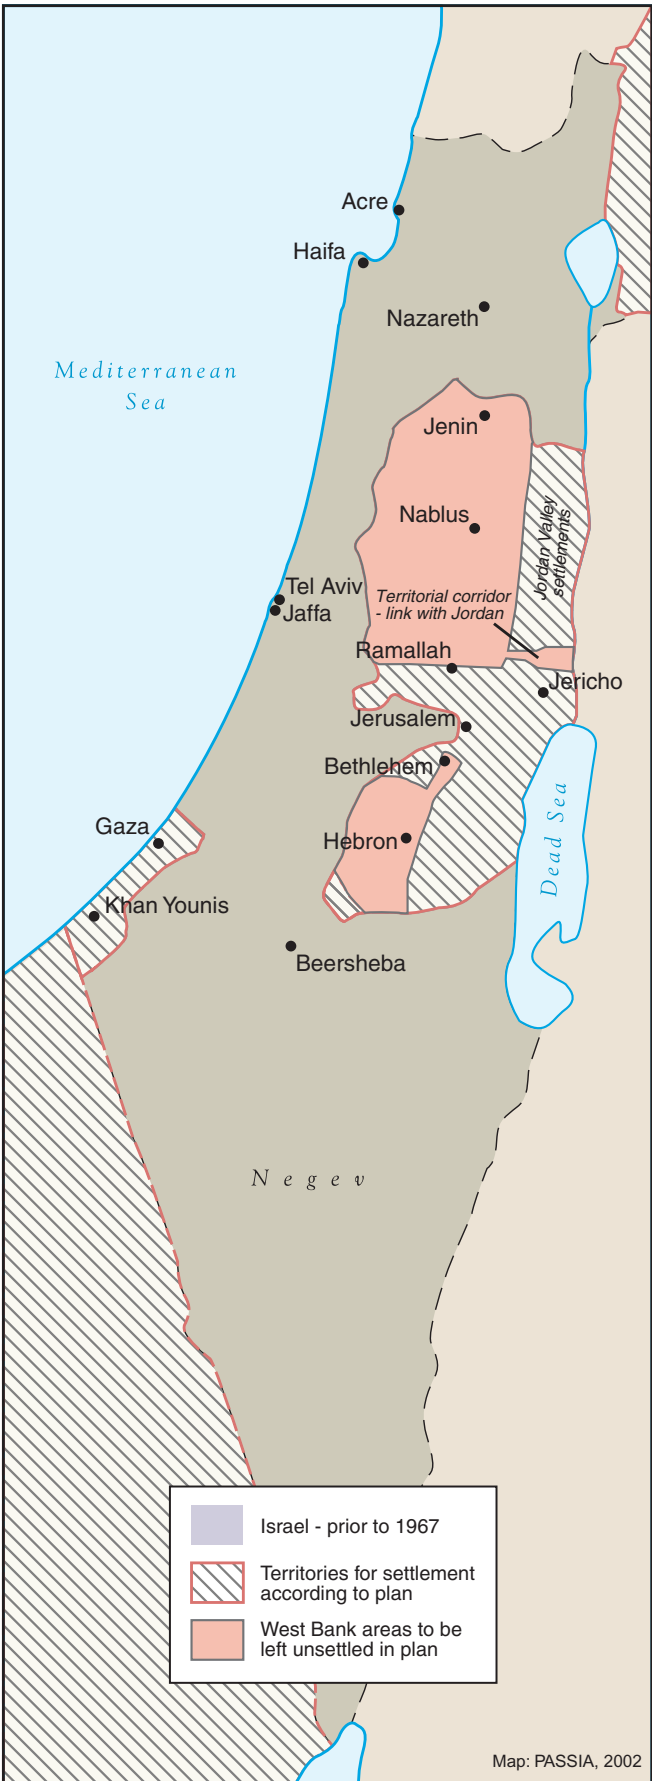 Acre
Haifa
Nazareth
Mediterranean
Sea
Jenin
Nablus
Jordan Valley
settlements
Tel Aviv
Jaffa
Territorial corridor
- link with Jordan
Ramallah
Jericho
Jerusalem
Bethlehem
Dead Sea
Gaza
Hebron
Khan Younis
Beersheba
Negev
Israel - prior to 1967
Territories for settlement
according to plan
West Bank areas to be
left unsettled in plan
Map: PASSIA, 2002